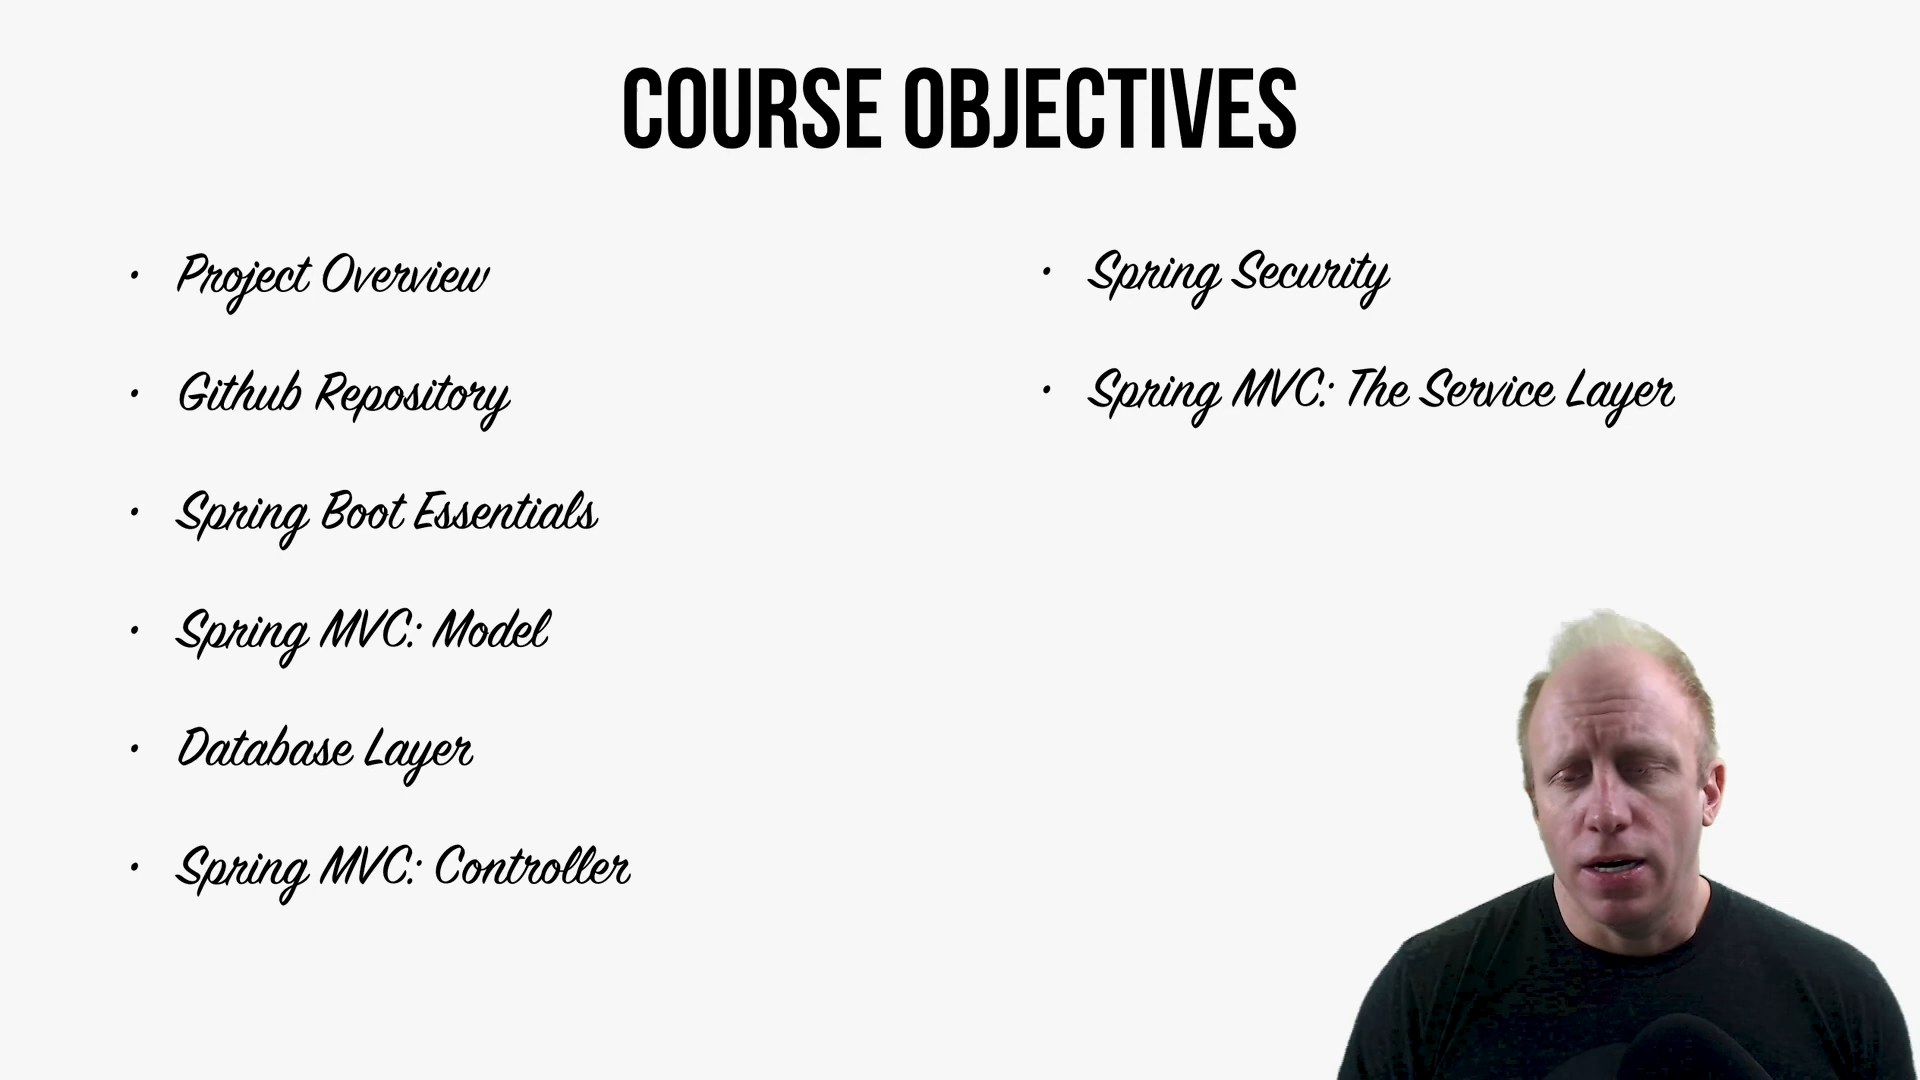 COURSE OBJECTIVES
• Project Overview
• Github Repository
• Spring Boot Essentials
• Spring MVC: Model
• Database Layer
• Spring MVC: Controller
• Spring Security
• Spring MVC: The Service Layer